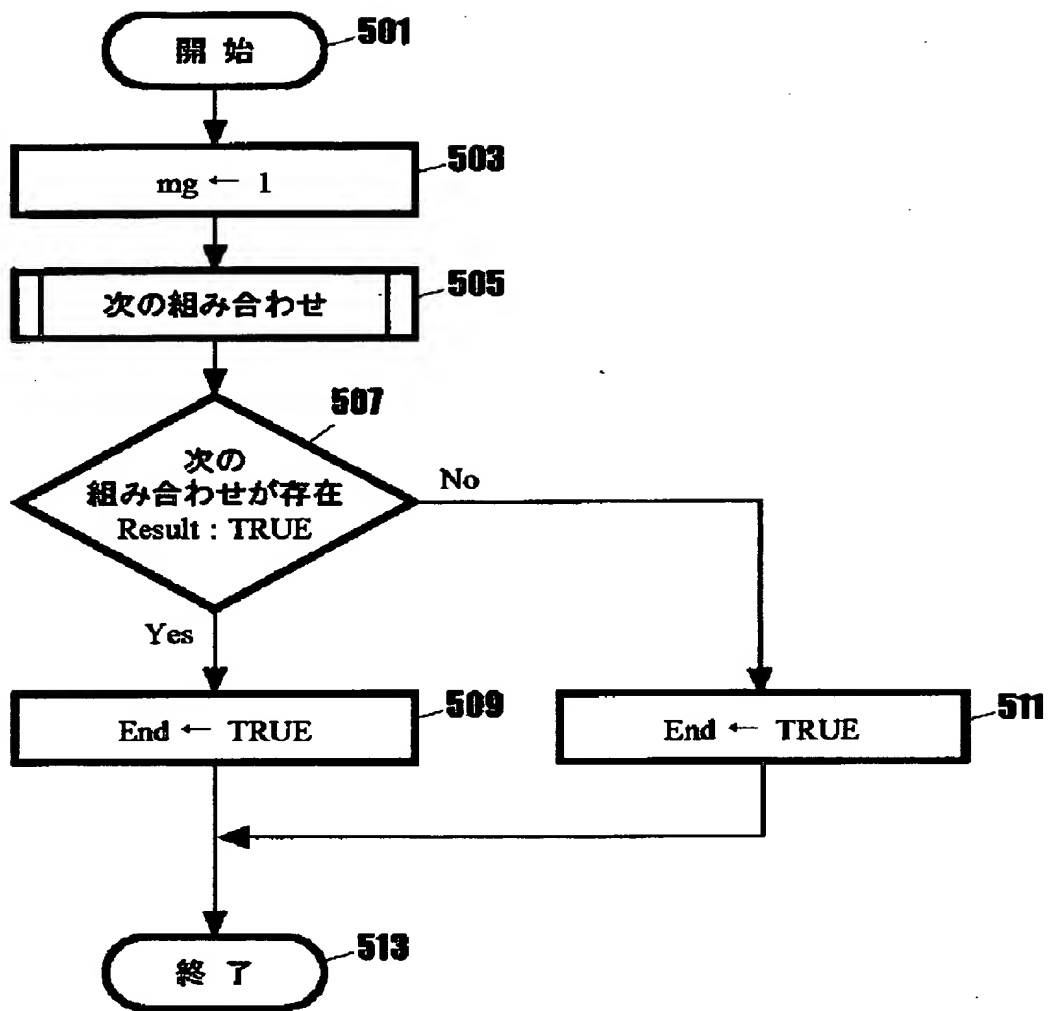 開 始
501
mg ← 1
503
次の組み合わせ
505
507
次の
組み合わせが存在
Result : TRUE
No
Yes
End ← TRUE
509
End ← TRUE
511
終 了
513